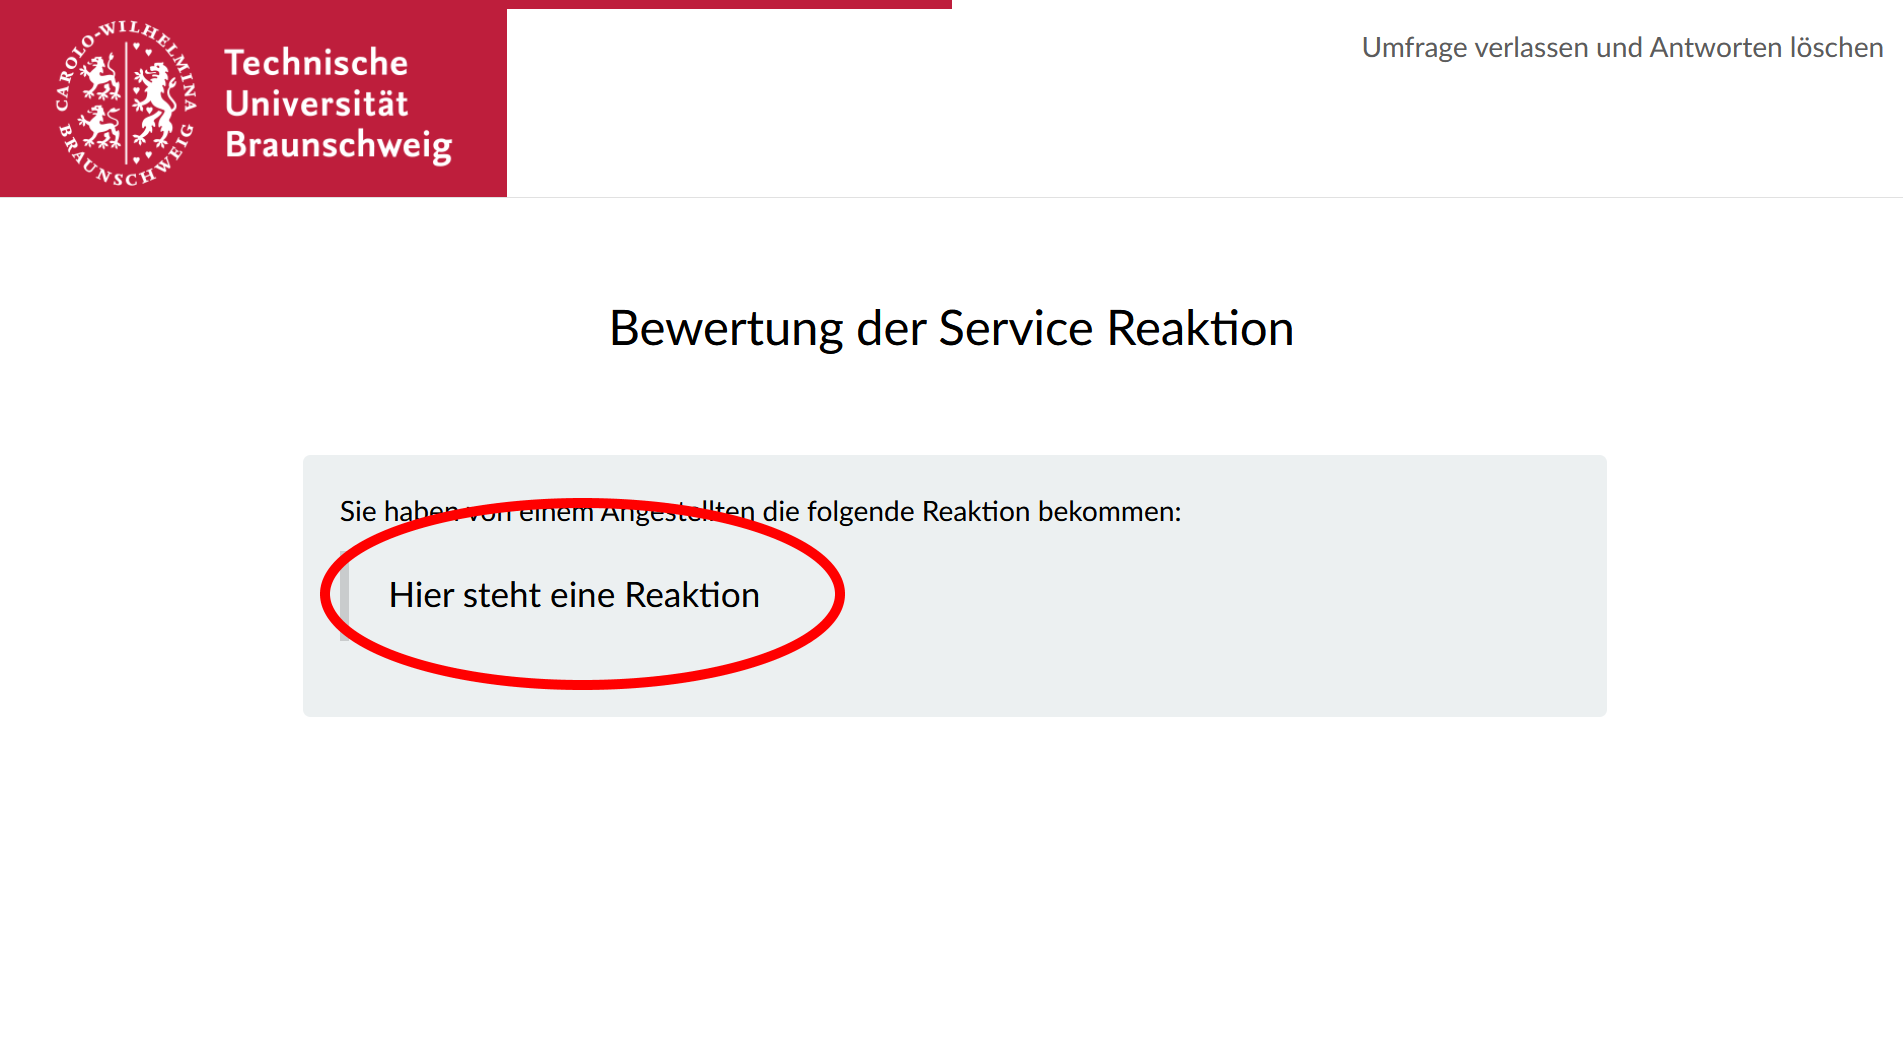 CAROLO-WILHELMINA
BRAUNSCHWEIG
Technische
Universität
Braunschweig
Umfrage verlassen und Antworten löschen
Bewertung der Service Reaktion
Sie haben von einem Angestellten die folgende Reaktion bekommen:
Hier steht eine Reaktion